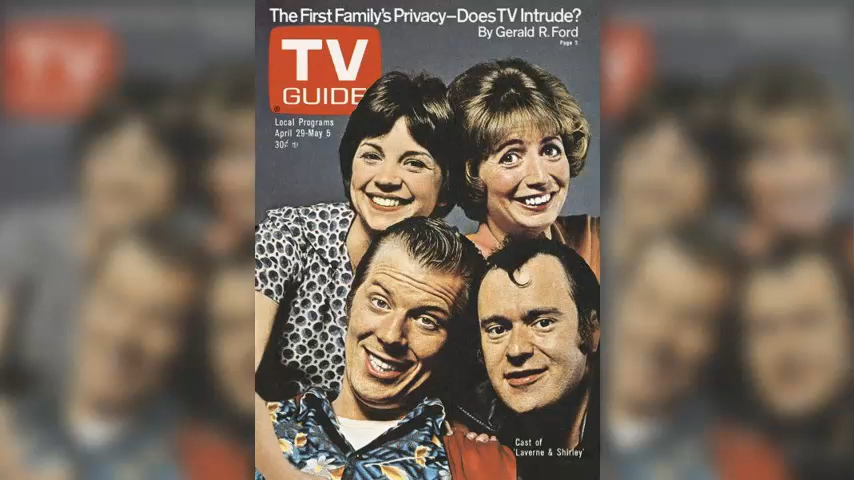 The First Family's Privacy–Does TV Intrude?
By Gerald R. Ford
Page 5
TV
GUIDE
Local Programs
April 29-May 5
30¢
Cast of
'Laverne & Shirley'